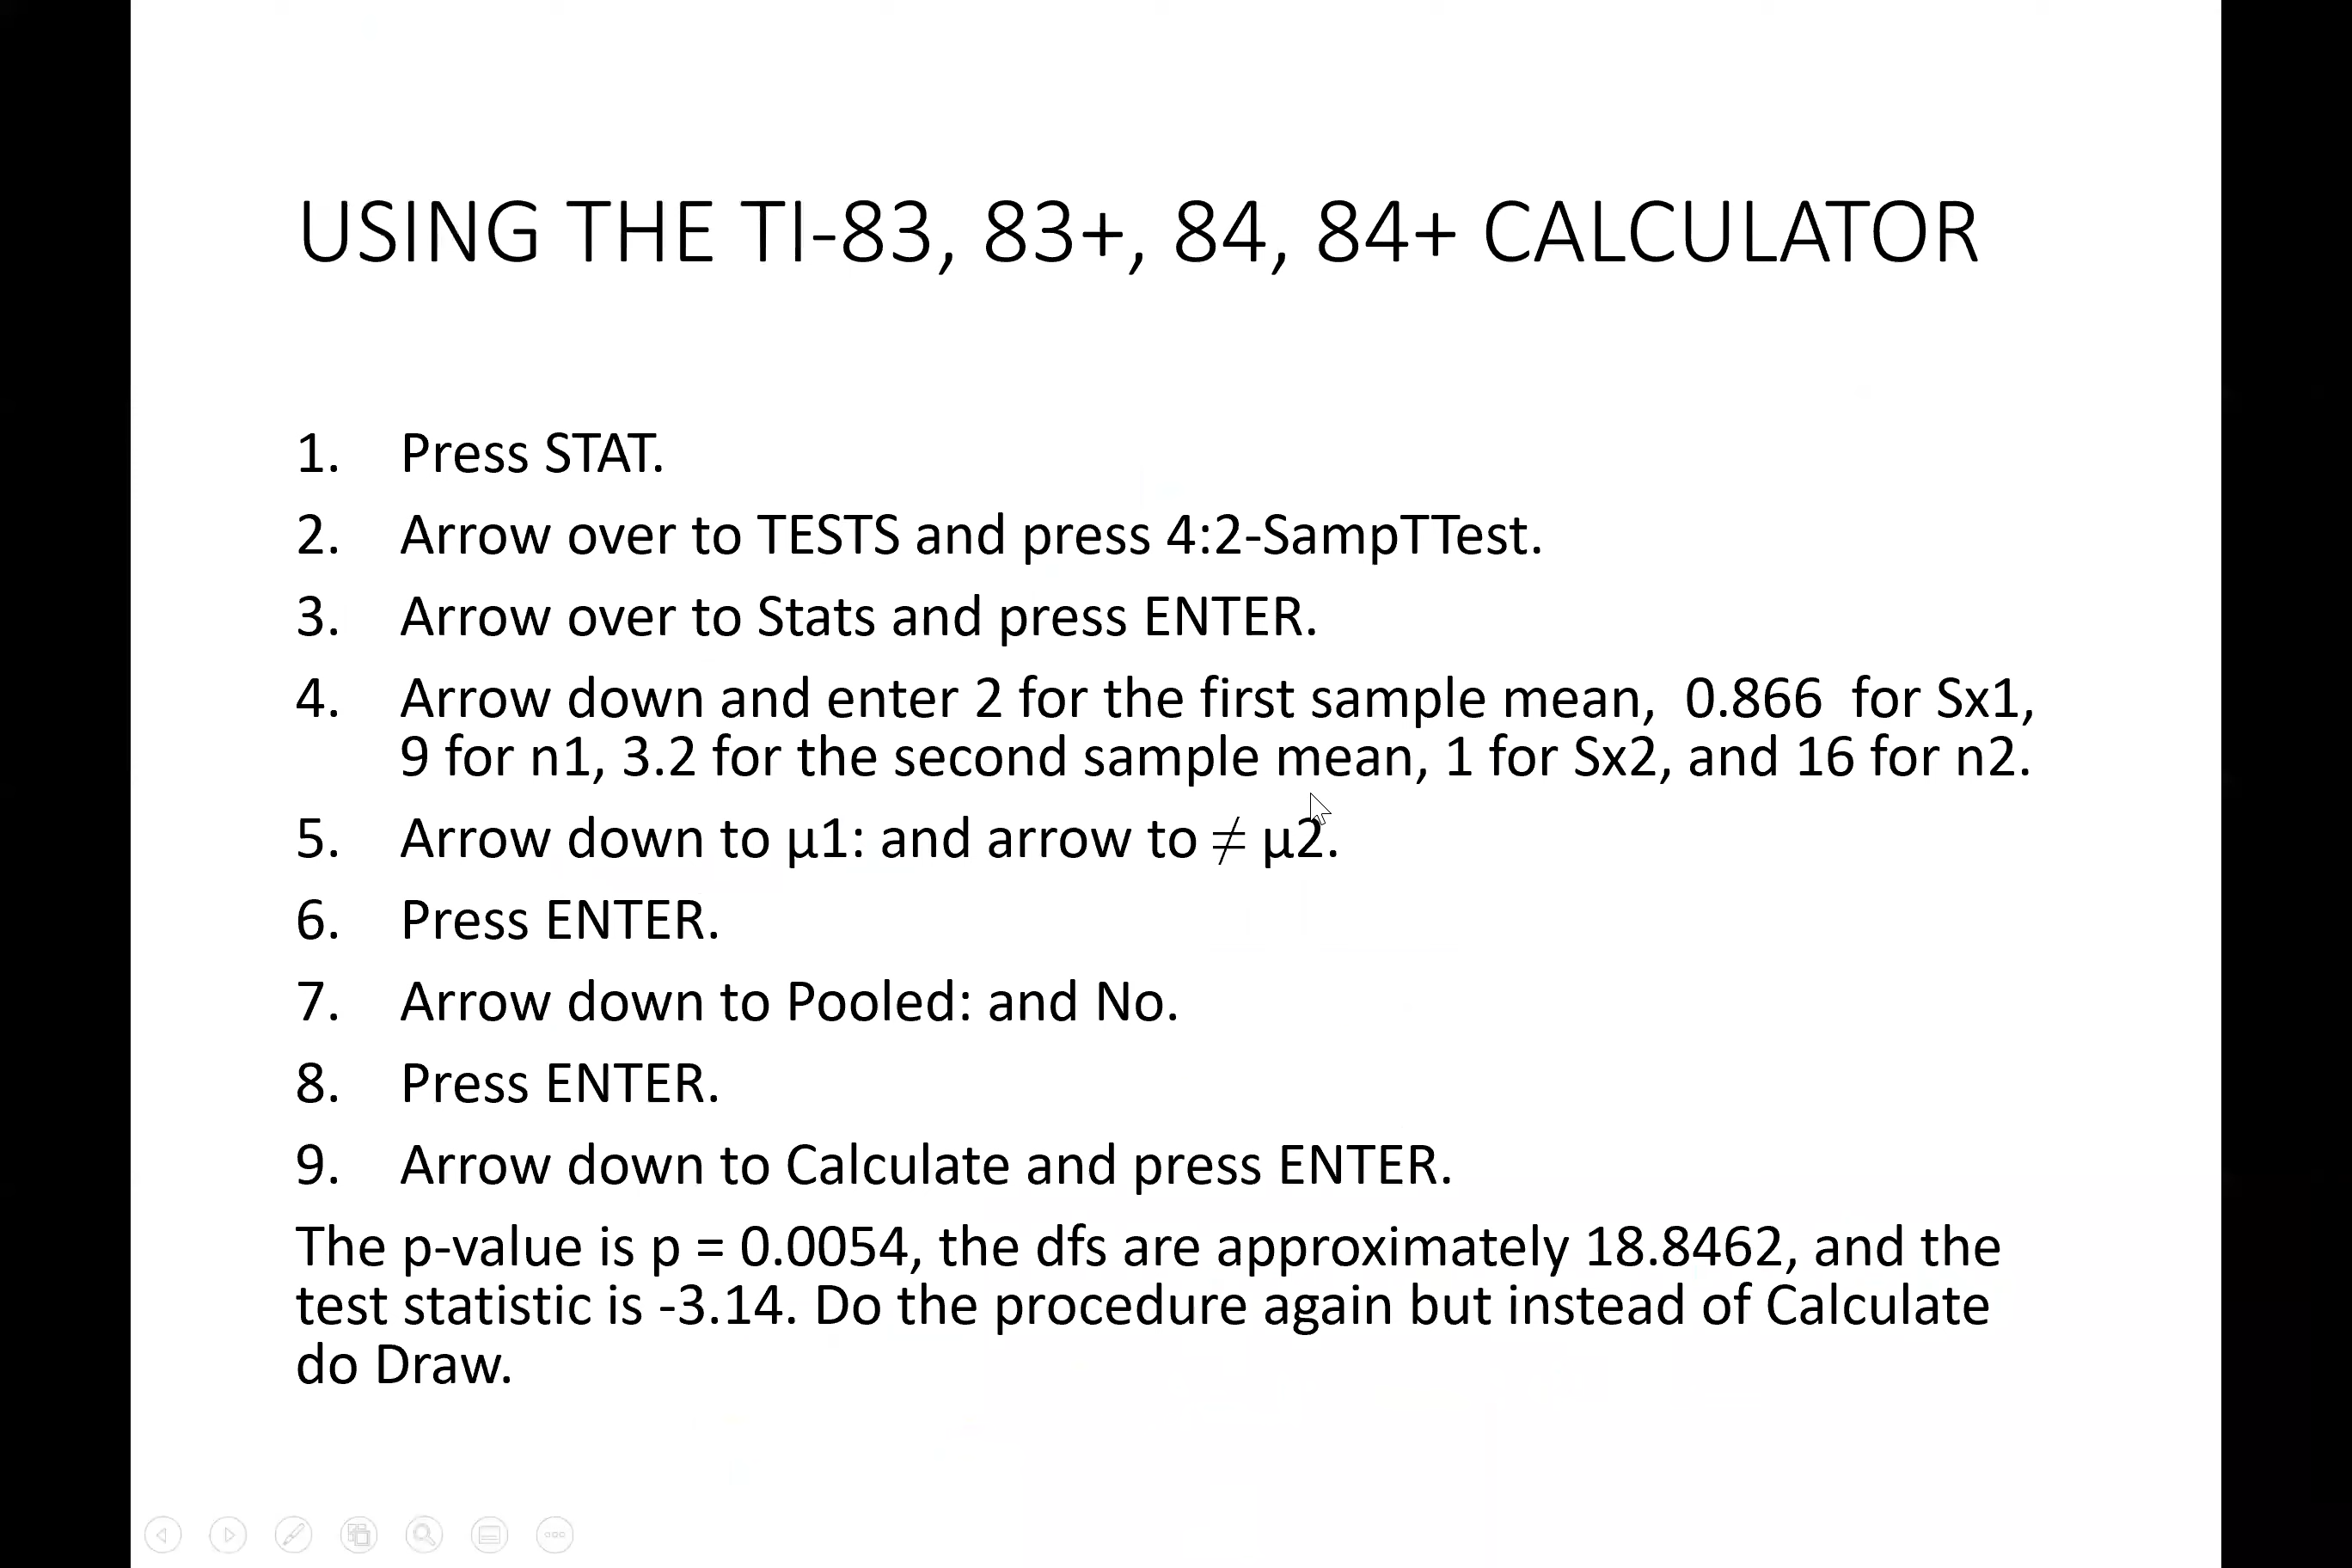 USING THE TI-83, 83+, 84, 84+ CALCULATOR
1. Press STAT.
2. Arrow over to TESTS and press 4:2-SampTTest.
3. Arrow over to Stats and press ENTER.
4. Arrow down and enter 2 for the first sample mean, 0.866 for Sx1,
9 for n1, 3.2 for the second sample mean, 1 for Sx2, and 16 for n2.
5. Arrow down to μ1: and arrow to ≠ μ2.
6. Press ENTER.
7. Arrow down to Pooled: and No.
8. Press ENTER.
9. Arrow down to Calculate and press ENTER.
The p-value is p = 0.0054, the dfs are approximately 18.8462, and the
test statistic is -3.14. Do the procedure again but instead of Calculate
do Draw.